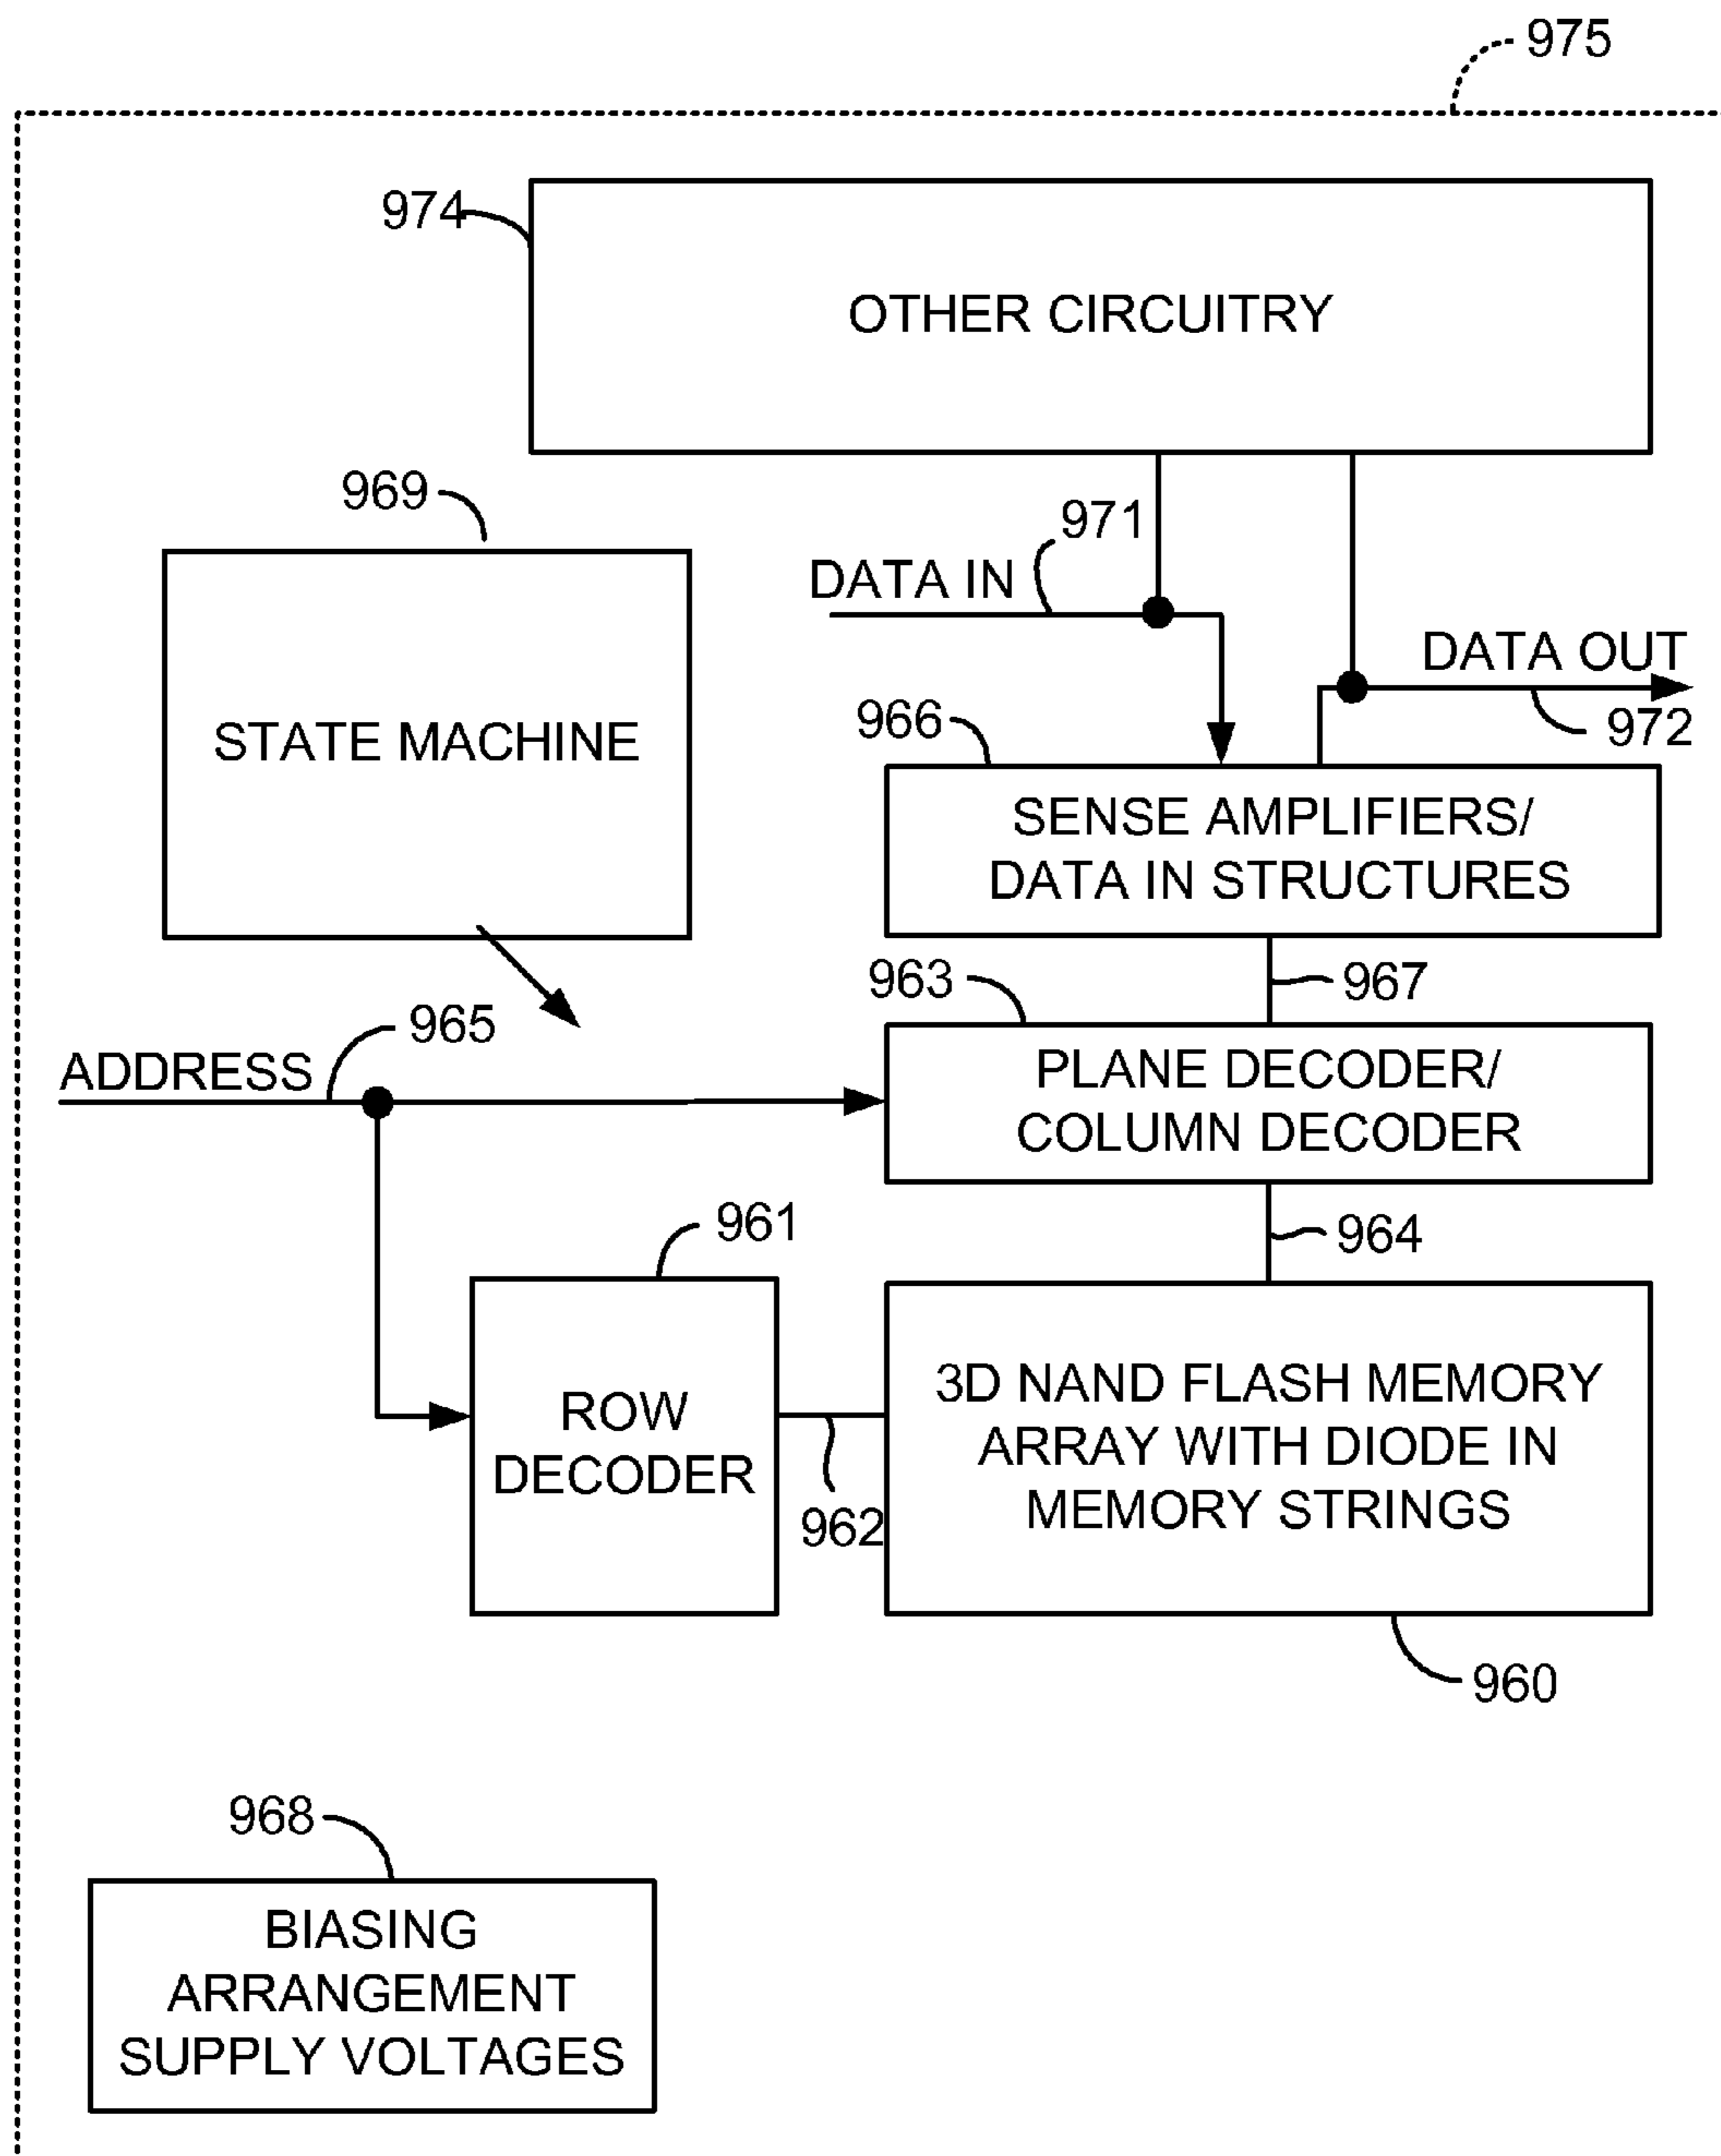 975
974
OTHER CIRCUITRY
969
971
DATA IN
DATA OUT
972
STATE MACHINE
966
SENSE AMPLIFIERS/
DATA IN STRUCTURES
963
967
965
ADDRESS
PLANE DECODER/
COLUMN DECODER
961
964
ROW
DECODER
962
3D NAND FLASH MEMORY
ARRAY WITH DIODE IN
MEMORY STRINGS
960
968
BIASING
ARRANGEMENT
SUPPLY VOLTAGES